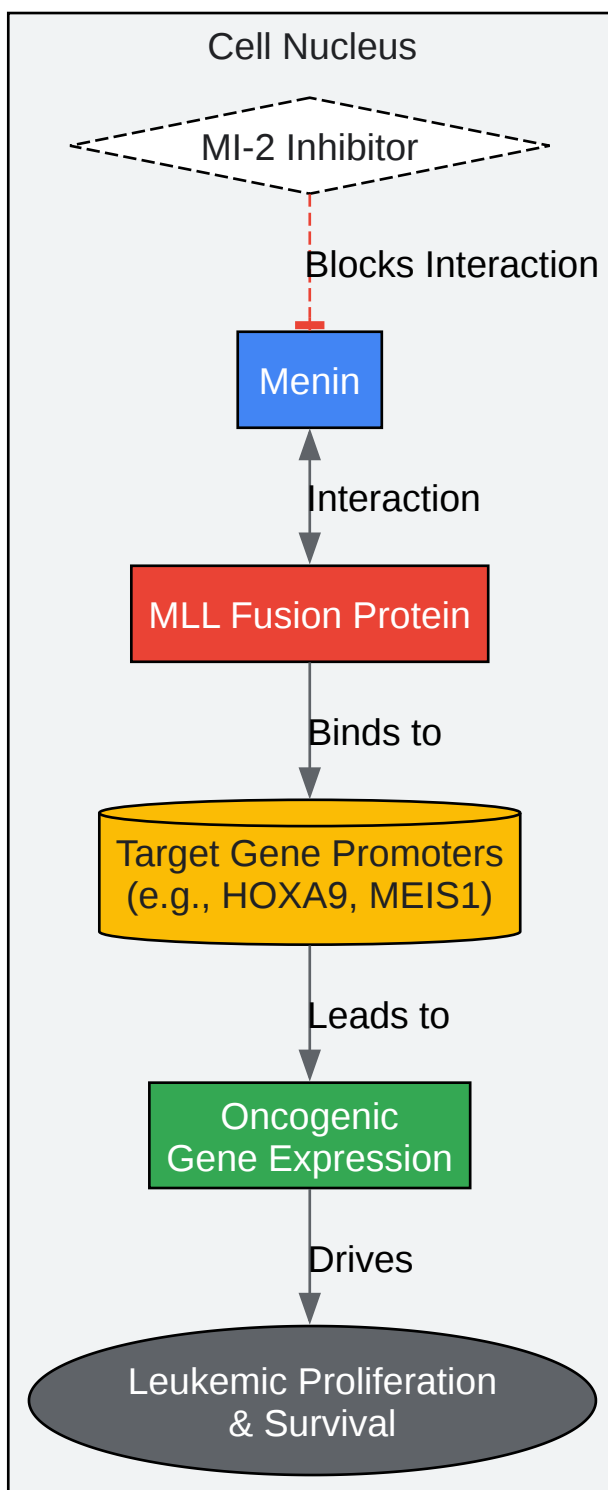 Cell Nucleus
MI-2 Inhibitor
Blocks Interaction
Menin
Interaction
MLL Fusion Protein
Binds to
Target Gene Promoters
(e.g., HOXA9, MEIS1)
Leads to
Oncogenic
Gene Expression
Drives
Leukemic Proliferation
& Survival